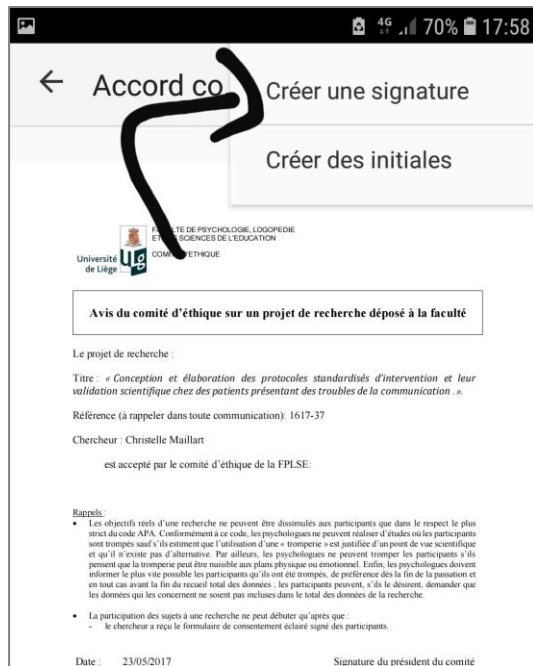 4G 70% 17:58
← Accord co
Créer une signature
Créer des initiales
DE PSYCHOLOGIE, LOGOPEDIE
SCIENCES DE L'EDUCATION
Université
de Liège
ULg
Avis du comité d'éthique sur un projet de recherche déposé à la faculté
Le projet de recherche :
Titre : « Conception et élaboration des protocoles standardisés d'intervention et leur
validation scientifique chez des patients présentant des troubles de la communication . ».
Référence (à rappeler dans toute communication): 1617-37
Chercheur : Christelle Maillart
est accepté par le comité d'éthique de la FPLSE:
Rappels :
• Les objectifs réels d'une recherche ne peuvent être dissimulés aux participants que dans le respect le plus
strict du code APA. Conformément à ce code, les psychologues ne peuvent réaliser d'études où les participants
sont trompés sauf s'ils estiment que l'utilisation d'une « tromperie » est justifiée d'un point de vue scientifique
et qu'il n'existe pas d'alternative. Par ailleurs, les psychologues ne peuvent tromper les participants s'ils
pensent que la tromperie peut être nuisible aux plans physique ou émotionnel. Enfin, les psychologues doivent
informer le plus vite possible les participants qu'ils ont été trompés, de préférence dès la fin de la passation et
en tout cas avant la fin du recueil total des données ; les participants peuvent, s'ils le désirent, demander que
les données qui les concernent ne soient pas incluses dans le total des données de la recherche.
• La participation des sujets à une recherche ne peut débuter qu'après que :
- le chercheur a reçu le formulaire de consentement éclairé signé des participants.
Date : 23/05/2017 Signature du président du comité